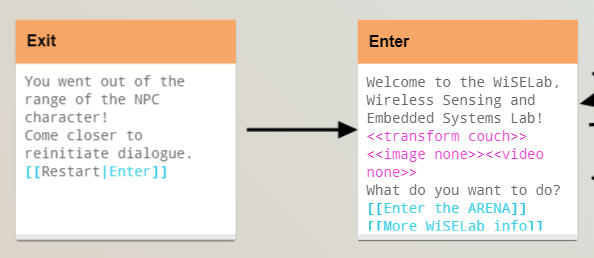 Exit
You went out of the
range of the NPC
character!
Come closer to
reinitiate dialogue.
[[Restart|Enter]]
Enter
Welcome to the WiSELab,
Wireless Sensing and
Embedded Systems Lab!
<<transform couch>>
<<image none>><<video
none>>
What do you want to do?
[[Enter the ARENA]]
[[More WiSELab info]]